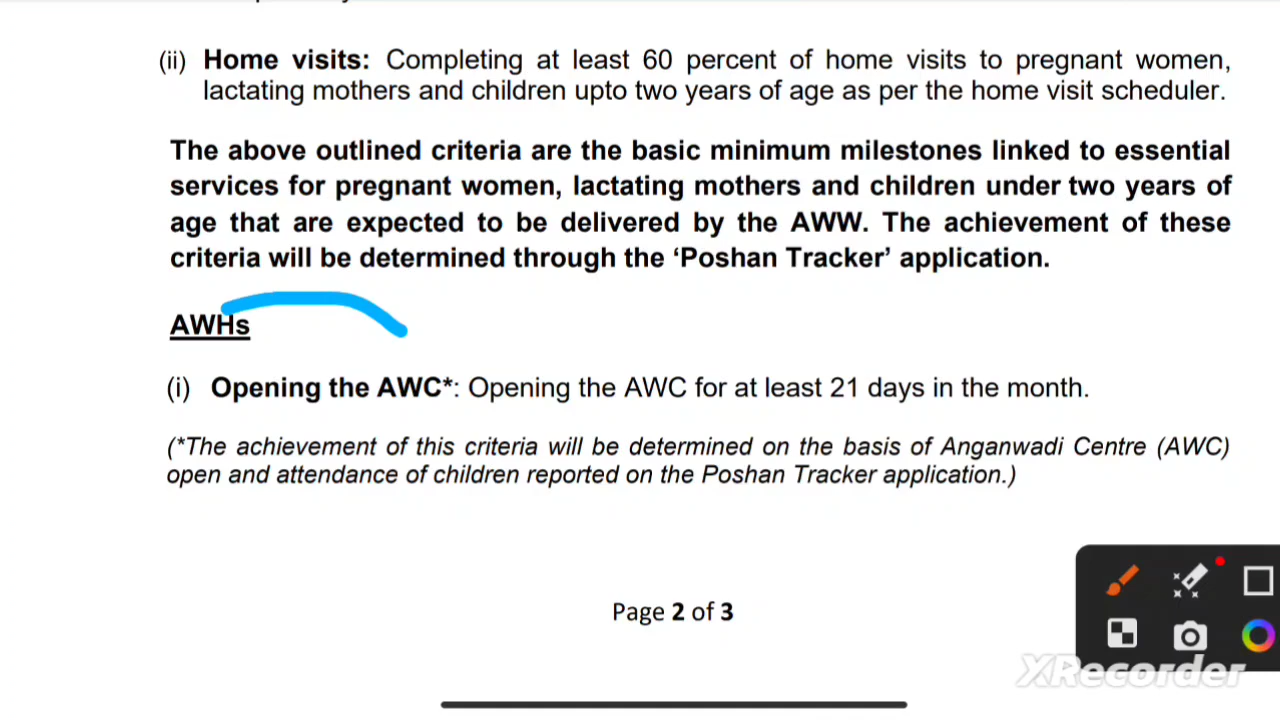 (ii) Home visits: Completing at least 60 percent of home visits to pregnant women,
lactating mothers and children upto two years of age as per the home visit scheduler.
The above outlined criteria are the basic minimum milestones linked to essential
services for pregnant women, lactating mothers and children under two years of
age that are expected to be delivered by the AWW. The achievement of these
criteria will be determined through the ‘Poshan Tracker’ application.
AWHs
(i) Opening the AWC*: Opening the AWC for at least 21 days in the month.
(*The achievement of this criteria will be determined on the basis of Anganwadi Centre (AWC)
open and attendance of children reported on the Poshan Tracker application.)
Page 2 of 3
XRecorder